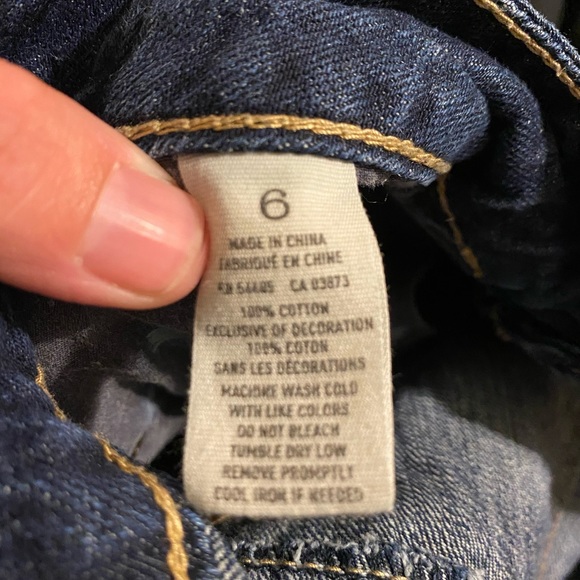 6
MADE IN CHINA
FABRIQUÉ EN CHINE
RN 54485 CA 03873
100% COTTON
EXCLUSIVE OF DECORATION
100% COTON
SANS LES DÉCORATIONS
MACHINE WASH COLD
WITH LIKE COLORS
DO NOT BLEACH
TUMBLE DRY LOW
REMOVE PROMPTLY
COOL IRON IF NEEDED